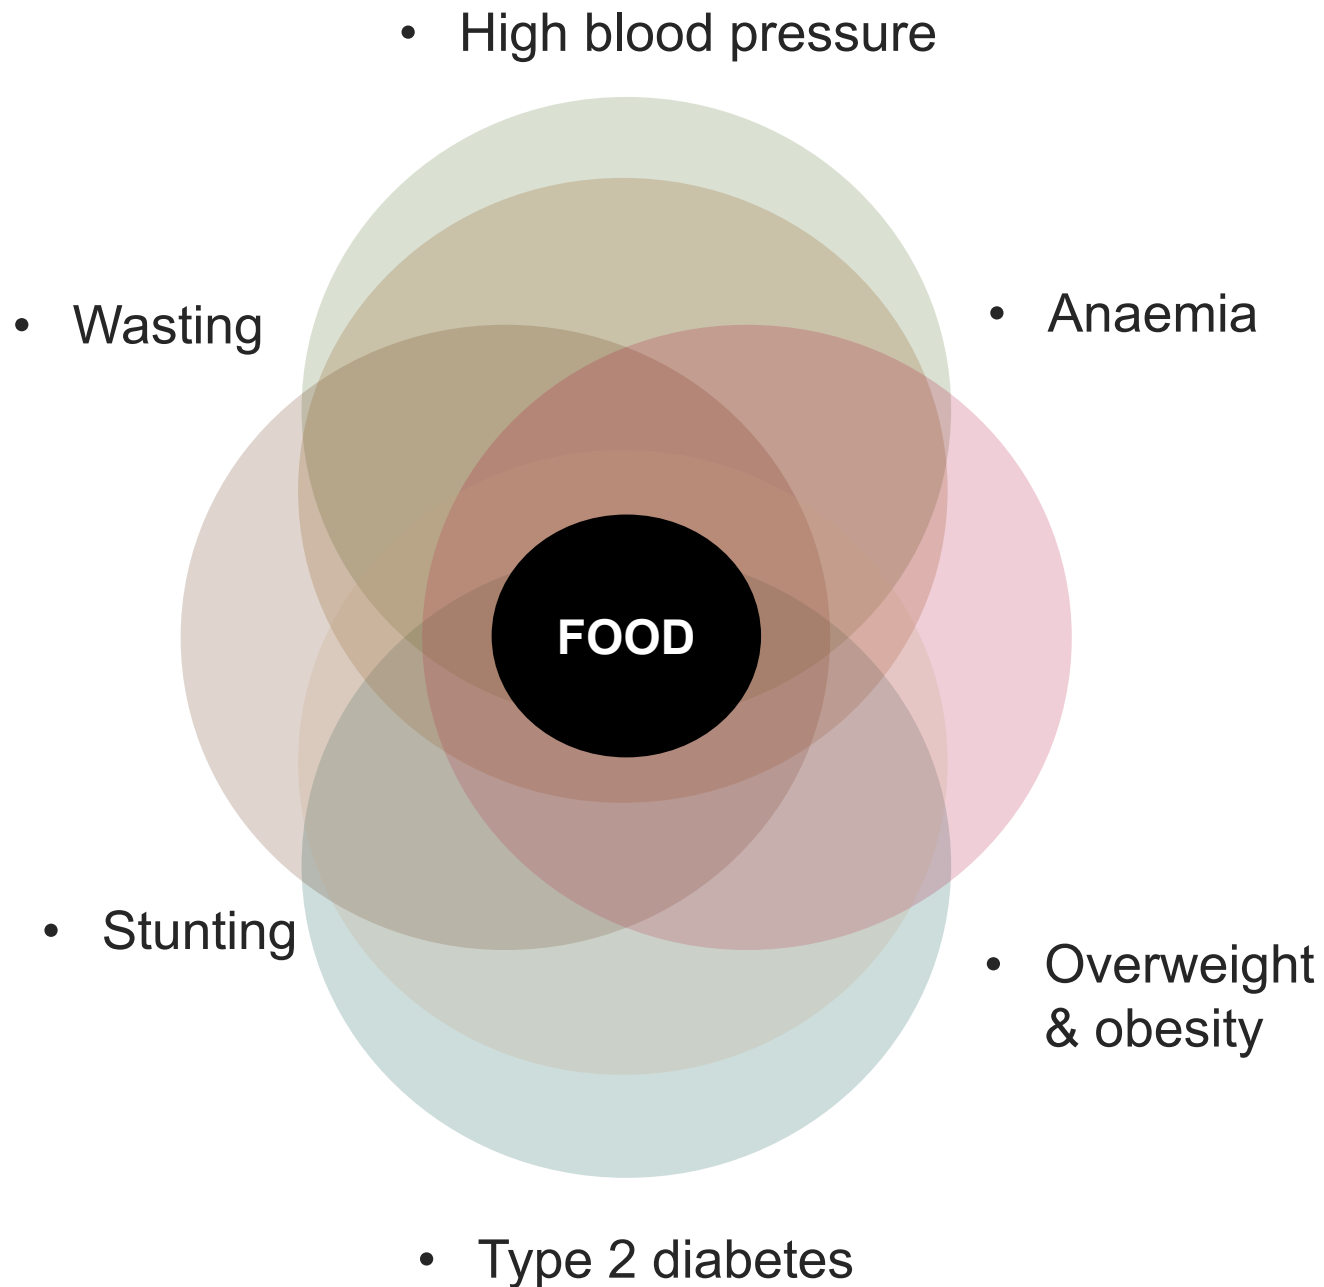 • High blood pressure
• Wasting
• Anaemia
FOOD
• Stunting
• Overweight
& obesity
• Type 2 diabetes